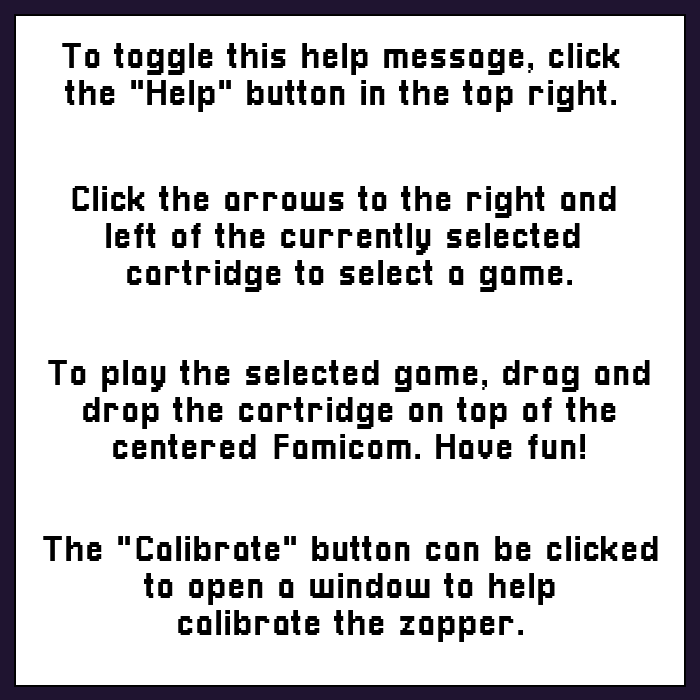 To toggle this help message, click
the "Help" button in the top right.
Click the arrows to the right and
left of the currently selected
cartridge to select a game.
To play the selected game, drag and
drop the cartridge on top of the
centered Famicom. Have fun!
The "Calibrate" button can be clicked
to open a window to help
calibrate the zapper.